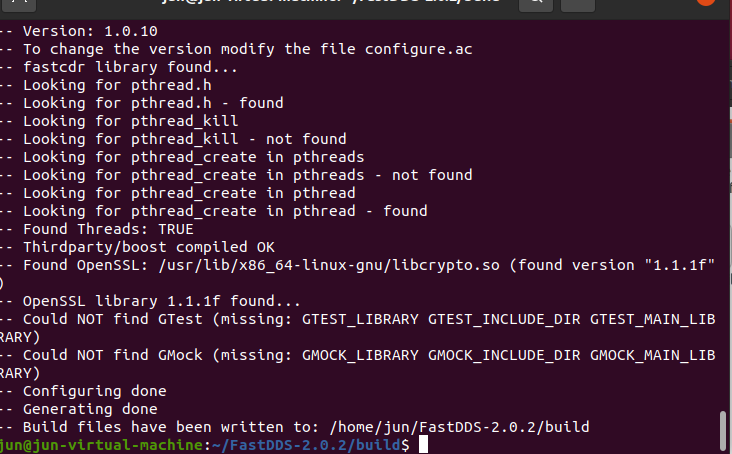 -- Version: 1.0.10
-- To change the version modify the file configure.ac
-- fastcdr library found...
-- Looking for pthread.h
-- Looking for pthread.h - found
-- Looking for pthread_kill
-- Looking for pthread_kill - not found
-- Looking for pthread_create in pthreads
-- Looking for pthread_create in pthreads - not found
-- Looking for pthread_create in pthread
-- Looking for pthread_create in pthread - found
-- Found Threads: TRUE
-- Thirdparty/boost compiled OK
-- Found OpenSSL: /usr/lib/x86_64-linux-gnu/libcrypto.so (found version "1.1.1f"
)
-- OpenSSL library 1.1.1f found...
-- Could NOT find GTest (missing: GTEST_LIBRARY GTEST_INCLUDE_DIR GTEST_MAIN_LIB
RARY)
-- Could NOT find GMock (missing: GMOCK_LIBRARY GMOCK_INCLUDE_DIR GMOCK_MAIN_LIB
RARY)
-- Configuring done
-- Generating done
-- Build files have been written to: /home/jun/FastDDS-2.0.2/build
jun@jun-virtual-machine:~/FastDDS-2.0.2/build$